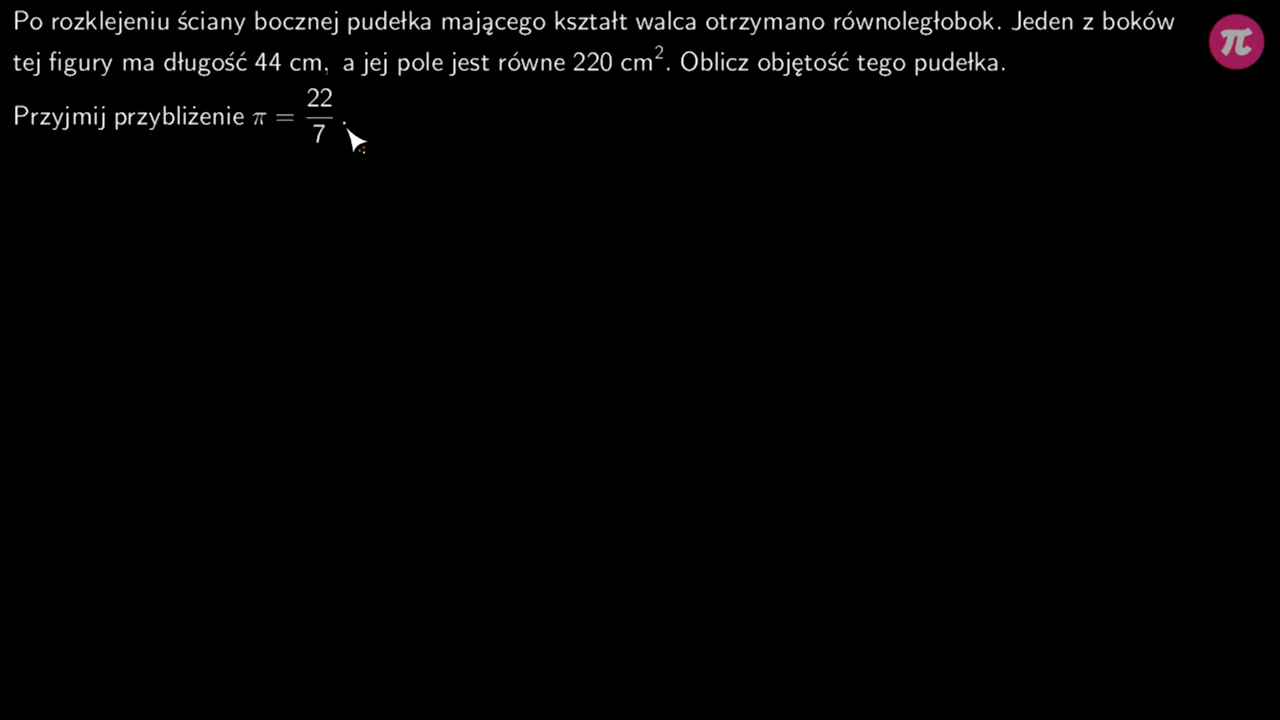 Po rozklejeniu ściany bocznej pudełka mającego kształt walca otrzymano równoległobok. Jeden z boków
tej figury ma długość 44 cm, a jej pole jest równe 220 cm². Oblicz objętość tego pudełka.
Przyjmij przybliżenie π = 22/7.
π